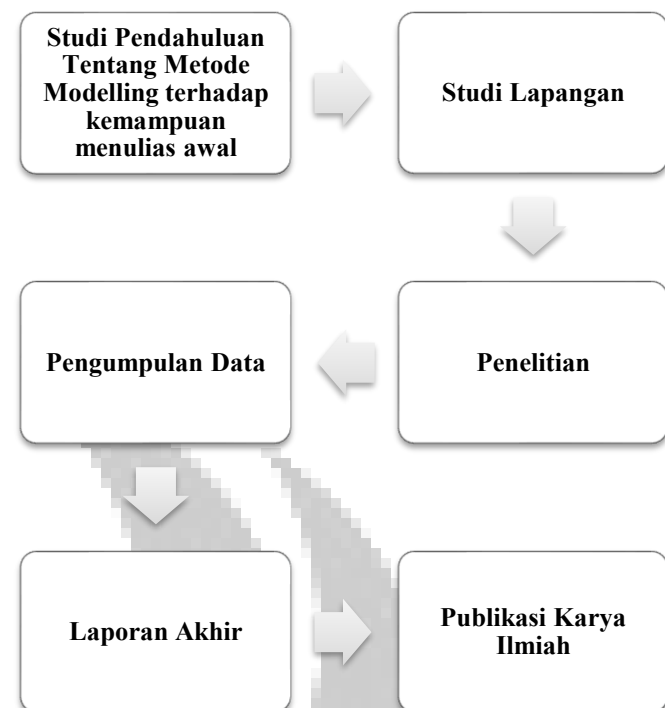 Studi Pendahuluan
Tentang Metode
Modelling terhadap
kemampuan
menulias awal
Studi Lapangan
Penelitian
Pengumpulan Data
Laporan Akhir
Publikasi Karya
Ilmiah